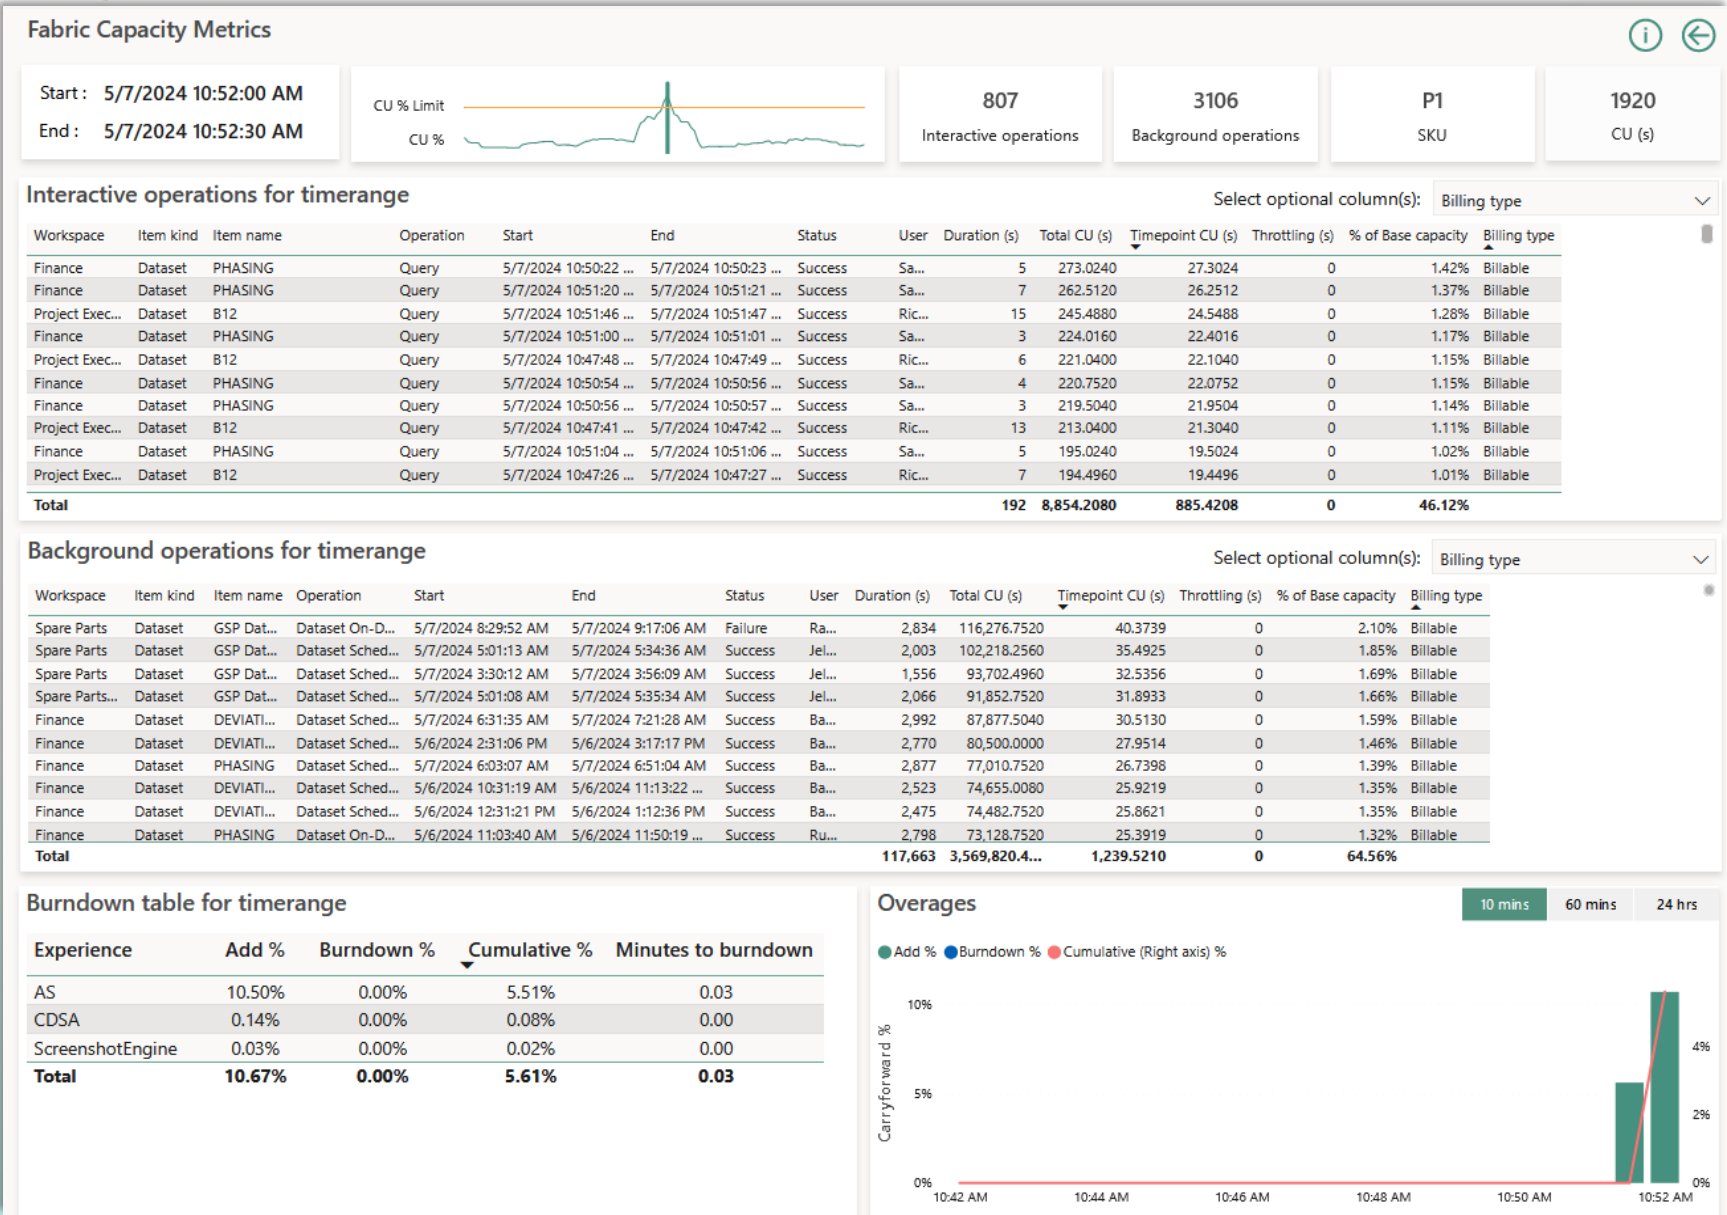 Fabric Capacity Metrics
Start : 5/7/2024 10:52:00 AM
End : 5/7/2024 10:52:30 AM
CU % Limit
CU %
807
Interactive operations
3106
Background operations
P1
SKU
1920
CU (s)
Interactive operations for timerange
Select optional column(s): Billing type
Workspace Item kind Item name Operation Start End Status User Duration (s) Total CU (s) Timepoint CU (s) Throttling (s) % of Base capacity Billing type
Finance Dataset PHASING Query 5/7/2024 10:50:22 ... 5/7/2024 10:50:23 ... Success Sa... 5 273.0240 27.3024 0 1.42% Billable
Finance Dataset PHASING Query 5/7/2024 10:51:20 ... 5/7/2024 10:51:21 ... Success Sa... 7 262.5120 26.2512 0 1.37% Billable
Project Exec... Dataset B12 Query 5/7/2024 10:51:46 ... 5/7/2024 10:51:47 ... Success Ric... 15 245.4880 24.5488 0 1.28% Billable
Finance Dataset PHASING Query 5/7/2024 10:51:00 ... 5/7/2024 10:51:01 ... Success Sa... 3 224.0160 22.4016 0 1.17% Billable
Project Exec... Dataset B12 Query 5/7/2024 10:47:48 ... 5/7/2024 10:47:49 ... Success Ric... 6 221.0400 22.1040 0 1.15% Billable
Finance Dataset PHASING Query 5/7/2024 10:50:54 ... 5/7/2024 10:50:56 ... Success Sa... 4 220.7520 22.0752 0 1.15% Billable
Finance Dataset PHASING Query 5/7/2024 10:50:56 ... 5/7/2024 10:50:57 ... Success Sa... 3 219.5040 21.9504 0 1.14% Billable
Project Exec... Dataset B12 Query 5/7/2024 10:47:41 ... 5/7/2024 10:47:42 ... Success Ric... 13 213.0400 21.3040 0 1.11% Billable
Finance Dataset PHASING Query 5/7/2024 10:51:04 ... 5/7/2024 10:51:06 ... Success Sa... 5 195.0240 19.5024 0 1.02% Billable
Project Exec... Dataset B12 Query 5/7/2024 10:47:26 ... 5/7/2024 10:47:27 ... Success Ric... 7 194.4960 19.4496 0 1.01% Billable
Total 192 8,854.2080 885.4208 0 46.12%
Background operations for timerange
Select optional column(s): Billing type
Workspace Item kind Item name Operation Start End Status User Duration (s) Total CU (s) Timepoint CU (s) Throttling (s) % of Base capacity Billing type
Spare Parts Dataset GSP Dat... Dataset On-D... 5/7/2024 8:29:52 AM 5/7/2024 9:17:06 AM Failure Ra... 2,834 116,276.7520 40.3739 0 2.10% Billable
Spare Parts Dataset GSP Dat... Dataset Sched... 5/7/2024 5:01:13 AM 5/7/2024 5:34:36 AM Success Jel... 2,003 102,218.2560 35.4925 0 1.85% Billable
Spare Parts Dataset GSP Dat... Dataset Sched... 5/7/2024 3:30:12 AM 5/7/2024 3:56:09 AM Success Jel... 1,556 93,702.4960 32.5356 0 1.69% Billable
Spare Parts... Dataset GSP Dat... Dataset Sched... 5/7/2024 5:01:08 AM 5/7/2024 5:35:34 AM Success Jel... 2,066 91,852.7520 31.8933 0 1.66% Billable
Finance Dataset DEVIATI... Dataset Sched... 5/7/2024 6:31:35 AM 5/7/2024 7:21:28 AM Success Ba... 2,992 87,877.5040 30.5130 0 1.59% Billable
Finance Dataset DEVIATI... Dataset Sched... 5/6/2024 2:31:06 PM 5/6/2024 3:17:17 PM Success Ba... 2,770 80,500.0000 27.9514 0 1.46% Billable
Finance Dataset PHASING Dataset Sched... 5/7/2024 6:03:07 AM 5/7/2024 6:51:04 AM Success Ba... 2,877 77,010.7520 26.7398 0 1.39% Billable
Finance Dataset DEVIATI... Dataset Sched... 5/6/2024 10:31:19 AM 5/6/2024 11:13:22 ... Success Ba... 2,523 74,655.0080 25.9219 0 1.35% Billable
Finance Dataset DEVIATI... Dataset Sched... 5/6/2024 12:31:21 PM 5/6/2024 1:12:36 PM Success Ba... 2,475 74,482.7520 25.8621 0 1.35% Billable
Finance Dataset PHASING Dataset On-D... 5/6/2024 11:03:40 AM 5/6/2024 11:50:19 ... Success Ru... 2,798 73,128.7520 25.3919 0 1.32% Billable
Total 117,663 3,569,820.4... 1,239.5210 0 64.56%
Burndown table for timerange
Experience Add % Burndown % Cumulative % Minutes to burndown
AS 10.50% 0.00% 5.51% 0.03
CDSA 0.14% 0.00% 0.08% 0.00
ScreenshotEngine 0.03% 0.00% 0.02% 0.00
Total 10.67% 0.00% 5.61% 0.03
Overages
10 mins 60 mins 24 hrs
Add % Burndown % Cumulative (Right axis) %
Carryforward %
10%
5%
0%
4%
2%
0%
10:42 AM 10:44 AM 10:46 AM 10:48 AM 10:50 AM 10:52 AM